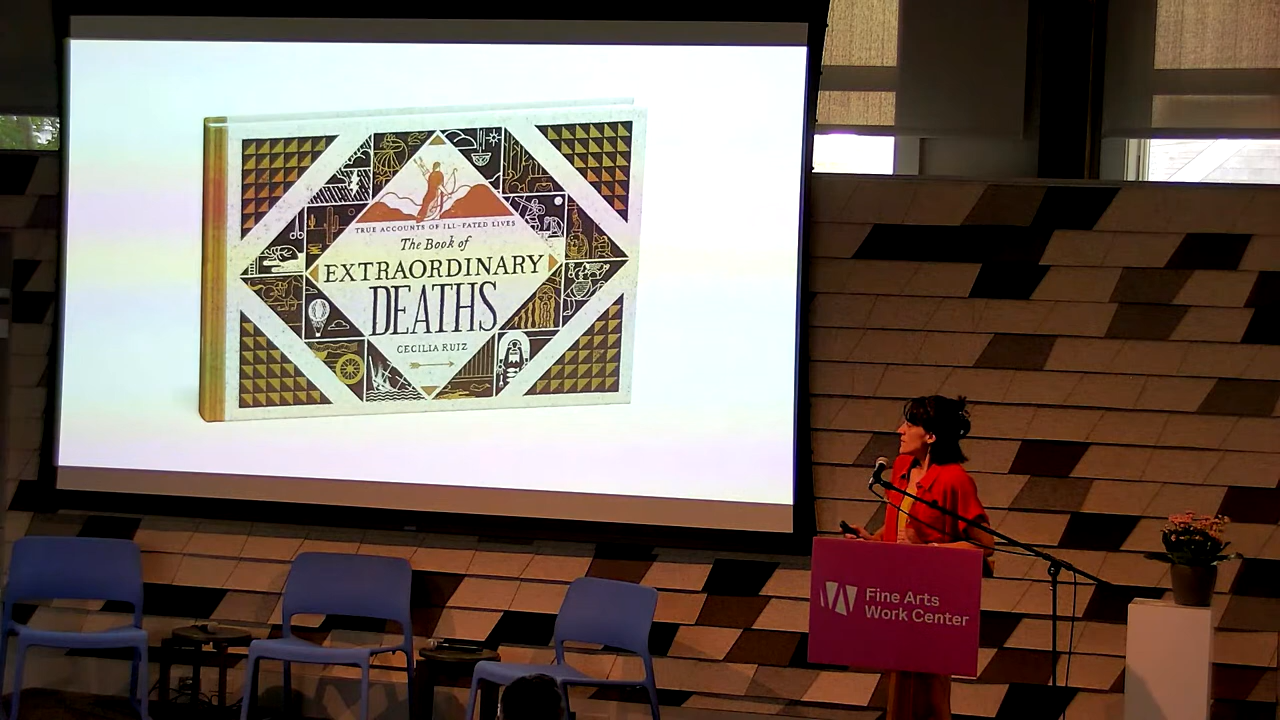 TRUE ACCOUNTS OF ILL-FATED LIVES
The Book of
EXTRAORDINARY
DEATHS
CECILIA RUIZ
Fine Arts
Work Center